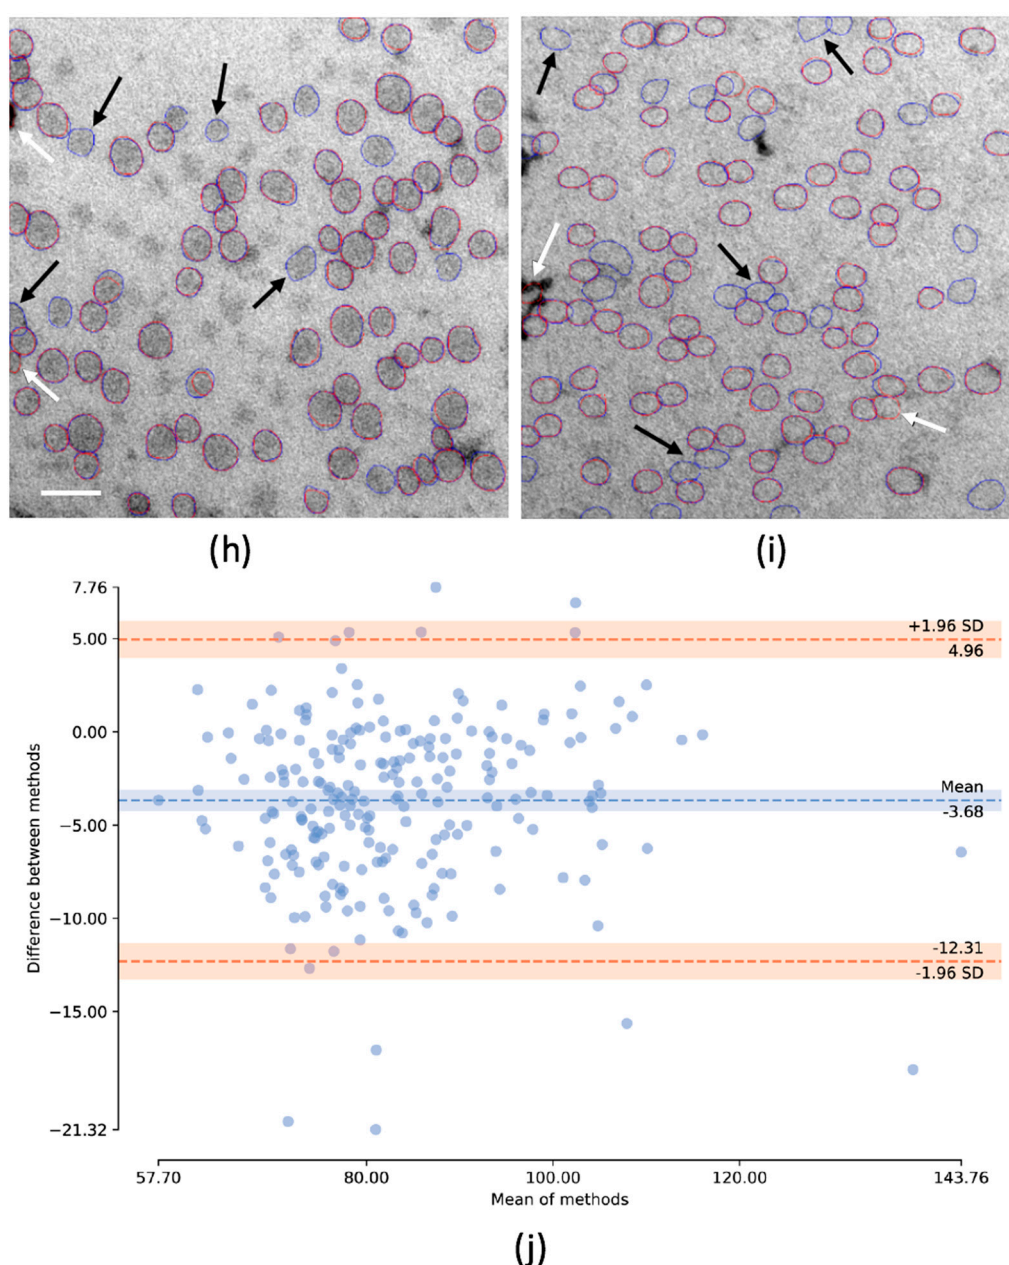 (h)
(i)
7.76
5.00
0.00
−5.00
−10.00
−15.00
−21.32
Difference between methods
+1.96 SD
4.96
Mean
-3.68
-12.31
-1.96 SD
57.70
80.00
100.00
120.00
143.76
Mean of methods
(j)